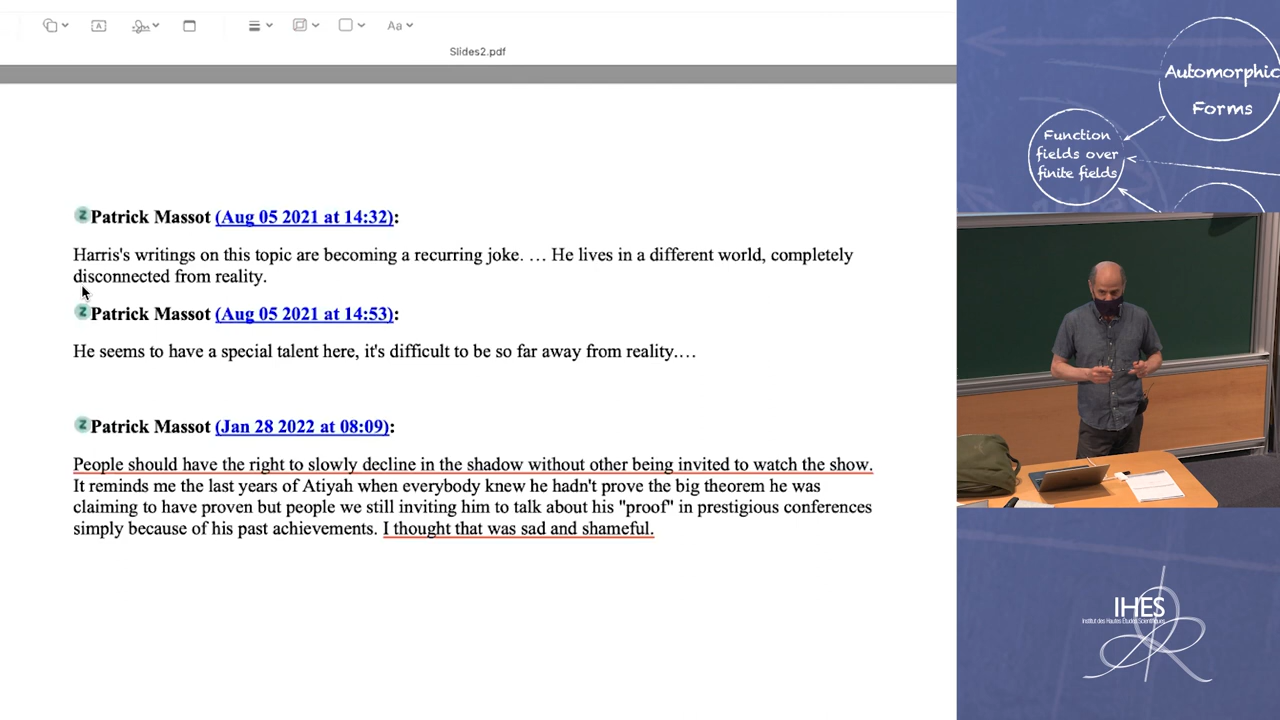 A
Aa
Slides2.pdf
Z Patrick Massot (Aug 05 2021 at 14:32):
Harris's writings on this topic are becoming a recurring joke. … He lives in a different world, completely
disconnected from reality.
Z Patrick Massot (Aug 05 2021 at 14:53):
He seems to have a special talent here, it's difficult to be so far away from reality.…
Z Patrick Massot (Jan 28 2022 at 08:09):
People should have the right to slowly decline in the shadow without other being invited to watch the show.
It reminds me the last years of Atiyah when everybody knew he hadn't prove the big theorem he was
claiming to have proven but people we still inviting him to talk about his "proof" in prestigious conferences
simply because of his past achievements. I thought that was sad and shameful.
Automorphic
Forms
Function
fields over
finite fields
IHES
Institut des Hautes Études Scientifiques